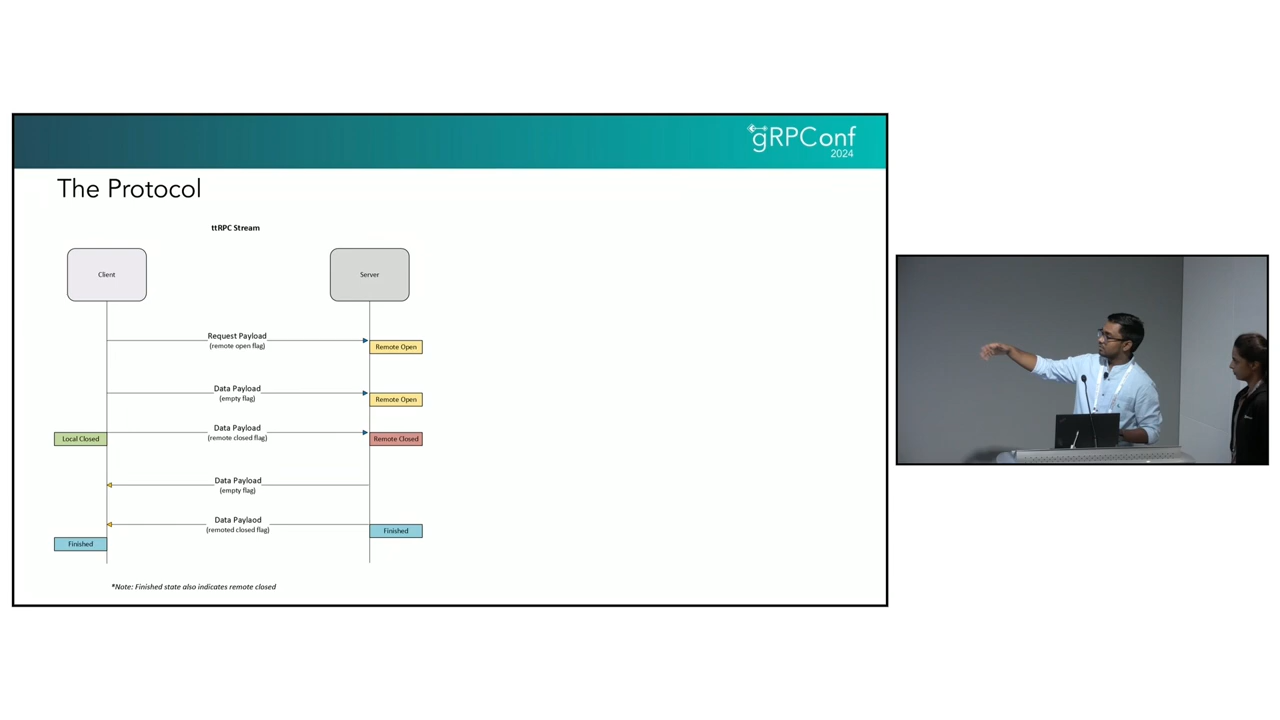 gRPConf
2024
The Protocol
ttRPC Stream
Client
Server
Request Payload
(remote open flag)
Remote Open
Data Payload
(empty flag)
Remote Open
Data Payload
(remote closed flag)
Local Closed
Remote Closed
Data Payload
(empty flag)
Data Paylaod
(remoted closed flag)
Finished
Finished
*Note: Finished state also indicates remote closed